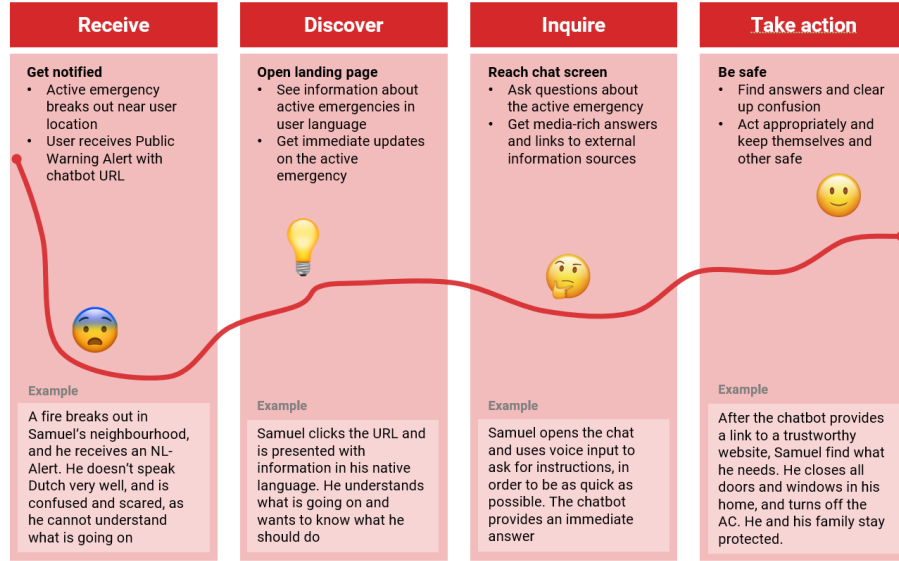 Receive
Get notified
• Active emergency
breaks out near user
location
• User receives Public
Warning Alert with
chatbot URL
Example
A fire breaks out in
Samuel's neighbourhood,
and he receives an NL-
Alert. He doesn't speak
Dutch very well, and is
confused and scared, as
he cannot understand
what is going on
Discover
Open landing page
• See information about
active emergencies in
user language
• Get immediate updates
on the active
emergency
Example
Samuel clicks the URL and
is presented with
information in his native
language. He understands
what is going on and
wants to know what he
should do
Inquire
Reach chat screen
• Ask questions about
the active emergency
• Get media-rich answers
and links to external
information sources
Example
Samuel opens the chat
and uses voice input to
ask for instructions, in
order to be as quick as
possible. The chatbot
provides an immediate
answer
Take action
Be safe
• Find answers and clear
up confusion
• Act appropriately and
keep themselves and
other safe
Example
After the chatbot provides
a link to a trustworthy
website, Samuel find what
he needs. He closes all
doors and windows in his
home, and turns off the
AC. He and his family stay
protected.